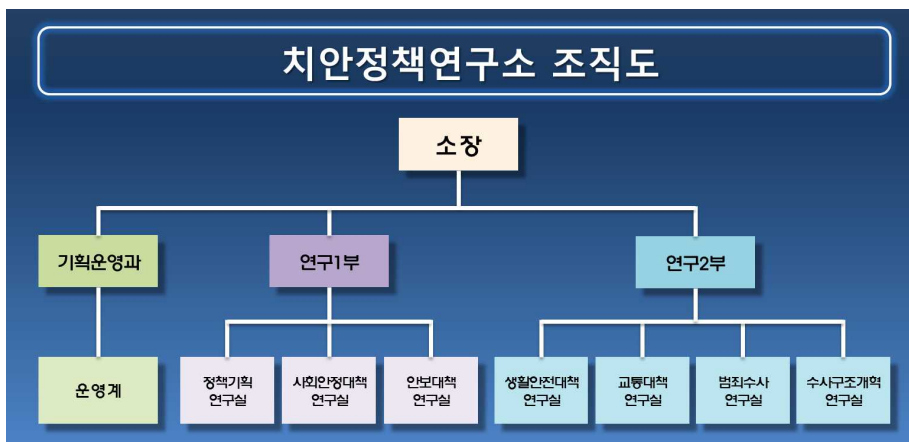 치안정책연구소 조직도
소장
기획운영과
연구1부
연구2부
운영계
정책기획
연구실
사회안정대책
연구실
안보대책
연구실
생활안전대책
연구실
교통대책
연구실
범죄수사
연구실
수사구조개혁
연구실